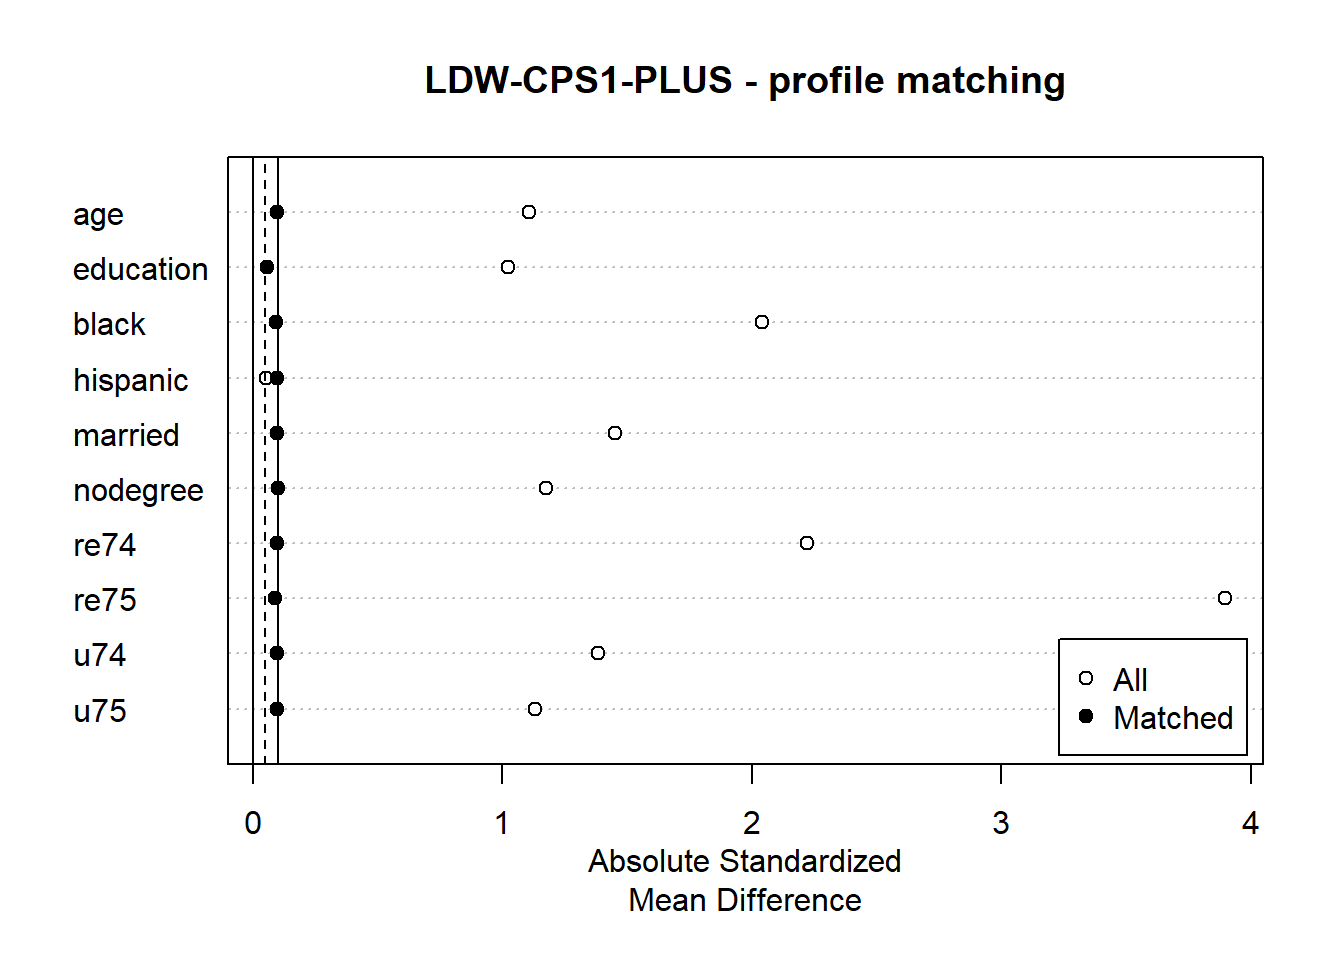 LDW-CPS1-PLUS - profile matching
age
education
black
hispanic
married
nodegree
re74
re75
u74
u75
All
Matched
0 1 2 3 4
Absolute Standardized
Mean Difference